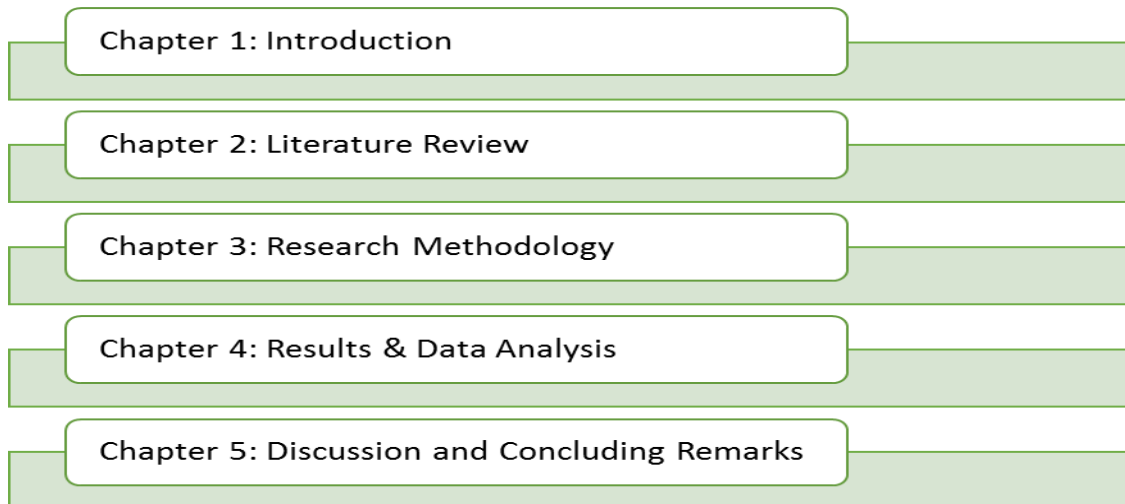 Chapter 1: Introduction
Chapter 2: Literature Review
Chapter 3: Research Methodology
Chapter 4: Results & Data Analysis
Chapter 5: Discussion and Concluding Remarks